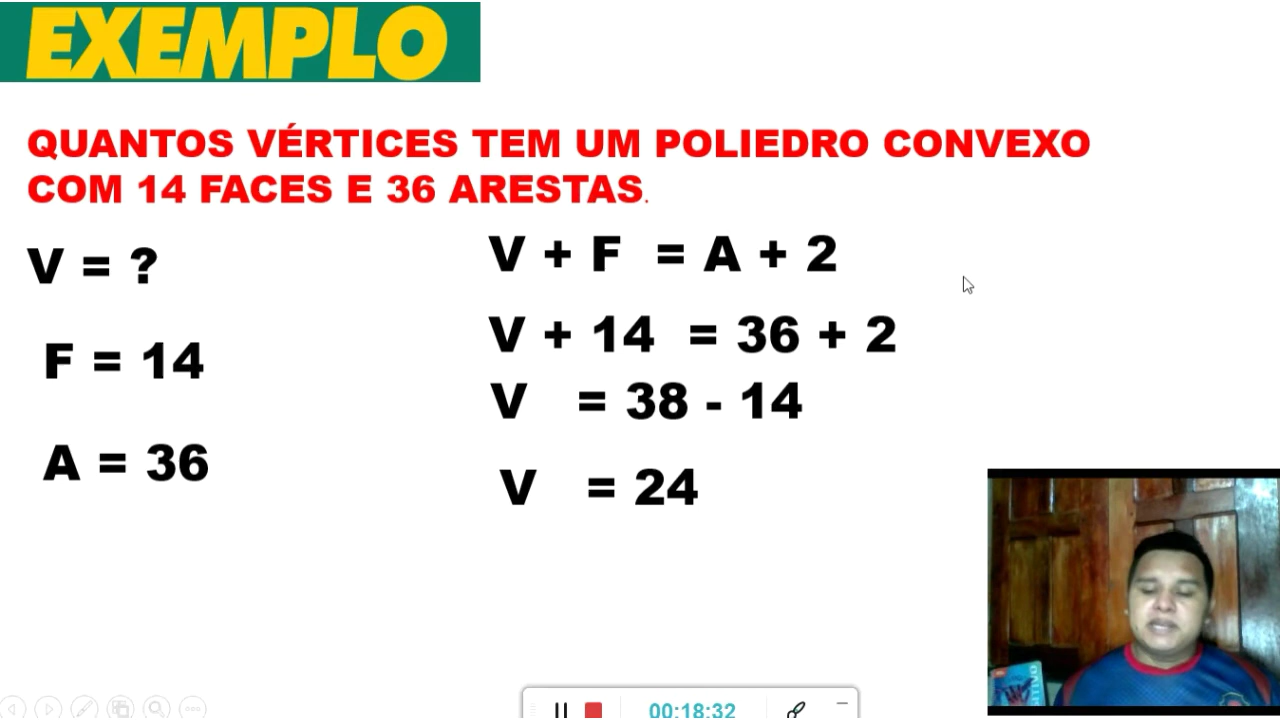 EXEMPLO
QUANTOS VÉRTICES TEM UM POLIEDRO CONVEXO
COM 14 FACES E 36 ARESTAS.
V = ?
F = 14
A = 36
V + F = A + 2
V + 14 = 36 + 2
V = 38 - 14
V = 24
00:18:32